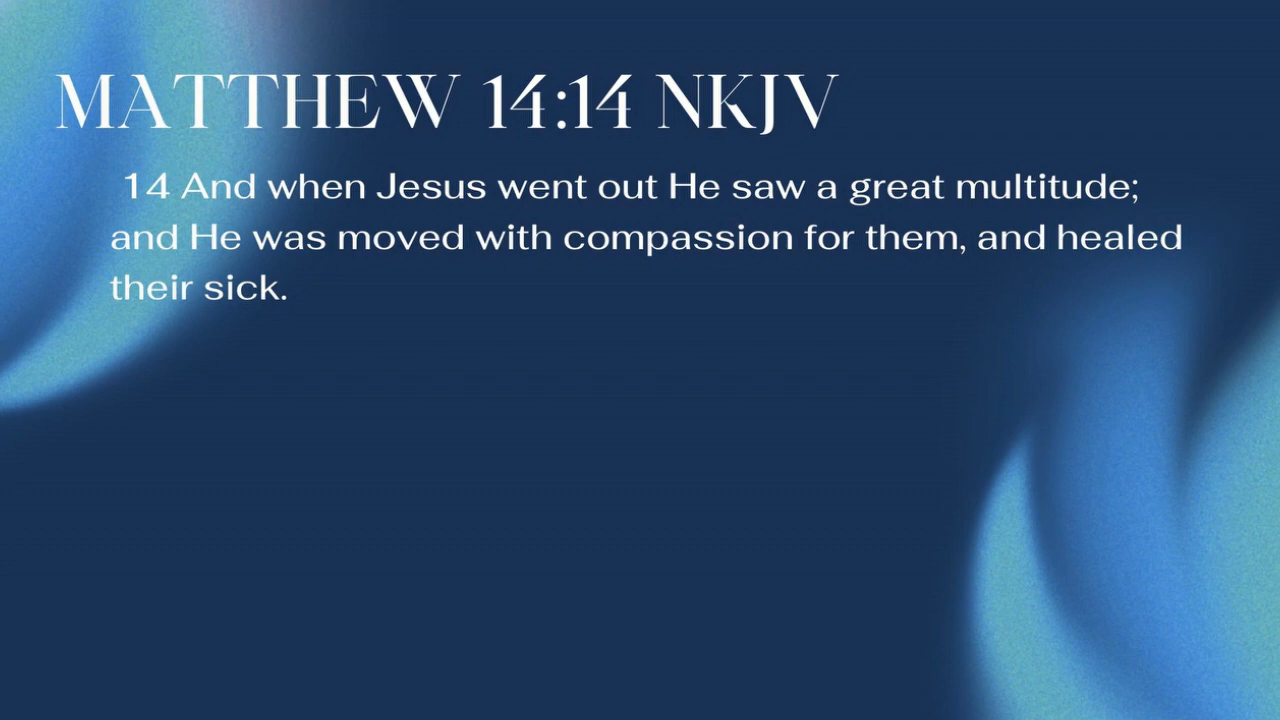 MATTHEW 14:14 NKJV
14 And when Jesus went out He saw a great multitude;
and He was moved with compassion for them, and healed
their sick.